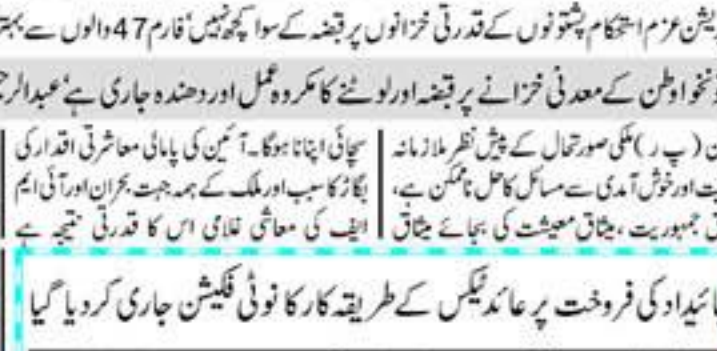 یشن عزم استحکام پشتونوں کے قدرتی خزانوں پر قبضہ کے سوا کچھ نہیں‘ فارم 47 والوں سے بہتر
نخوا وطن کے معدنی خزانے پر قبضہ اور لوٹنے کا مکروہ عمل اور دھندہ جاری ہے‘ عبدالرح
ن (پ ر) ملکی صورتحال کے پیش نظر ملازمانہ
ت اور خوش آمدی سے مسائل کا حل ناممکن ہے،
ی جمہوریت، میثاق معیشت کی بجائے میثاق
سچائی اپنانا ہوگا۔ آئین کی پامالی معاشرتی اقدار کی
بگاڑ کا سبب اور ملک کے ہمہ جہت بحران اور آئی ایم
ایف کی معاشی غلامی اس کا قدرتی نتیجہ ہے
ائیداد کی فروخت پر عائد ٹیکس کے طریقہ کار کا نوٹی فکیشن جاری کردیا گیا